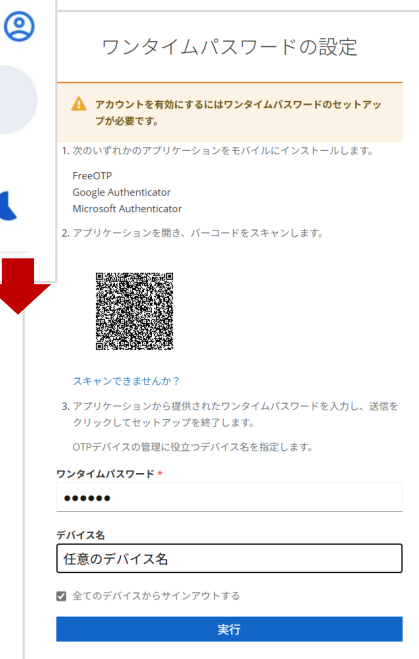 ワンタイムパスワードの設定
アカウントを有効にするにはワンタイムパスワードのセットアッ
プが必要です。
1. 次のいずれかのアプリケーションをモバイルにインストールします。
FreeOTP
Google Authenticator
Microsoft Authenticator
2. アプリケーションを開き、バーコードをスキャンします。
スキャンできませんか？
3. アプリケーションから提供されたワンタイムパスワードを入力し、送信を
クリックしてセットアップを終了します。
OTPデバイスの管理に役立つデバイス名を指定します。
ワンタイムパスワード *
●●●●●●
デバイス名
任意のデバイス名
全てのデバイスからサインアウトする
実行